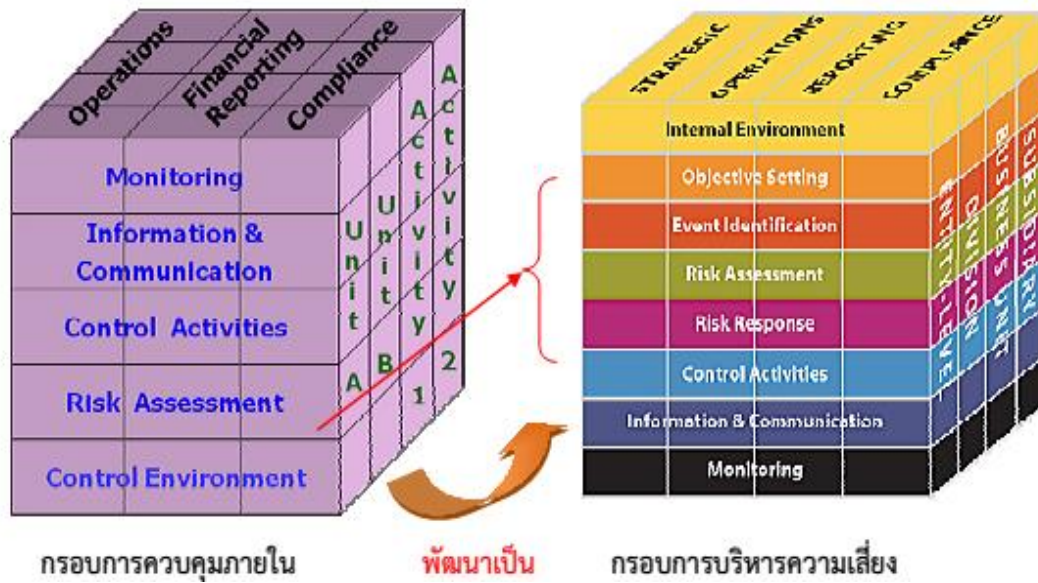 Operations
Financial
Reporting
Compliance
Monitoring
Information &
Communication
Control Activities
Risk Assessment
Control Environment
Unit A
Unit B
Activity 1
Activity 2
STRATEGIC
OPERATIONS
REPORTING
COMPLIANCE
Internal Environment
Objective Setting
Event Identification
Risk Assessment
Risk Response
Control Activities
Information & Communication
Monitoring
ENTITY-LEVEL
DIVISION
BUSINESS UNIT
SUBSIDIARY
กรอบการควบคุมภายใน
พัฒนาเป็น
กรอบการบริหารความเสี่ยง